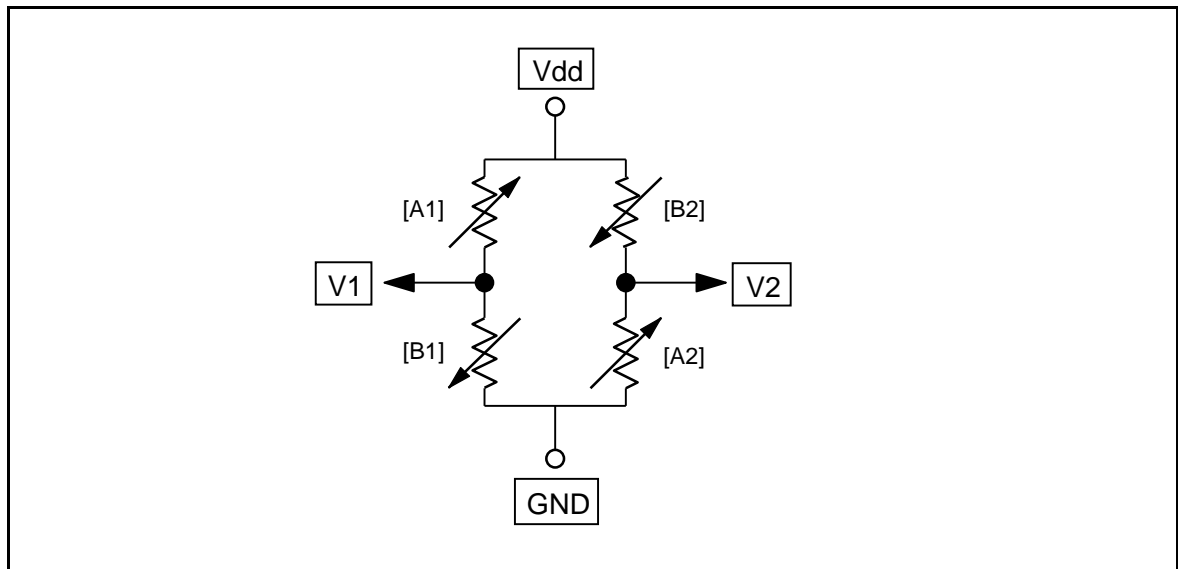 Vdd
[A1]
[B2]
V1
V2
[B1]
[A2]
GND